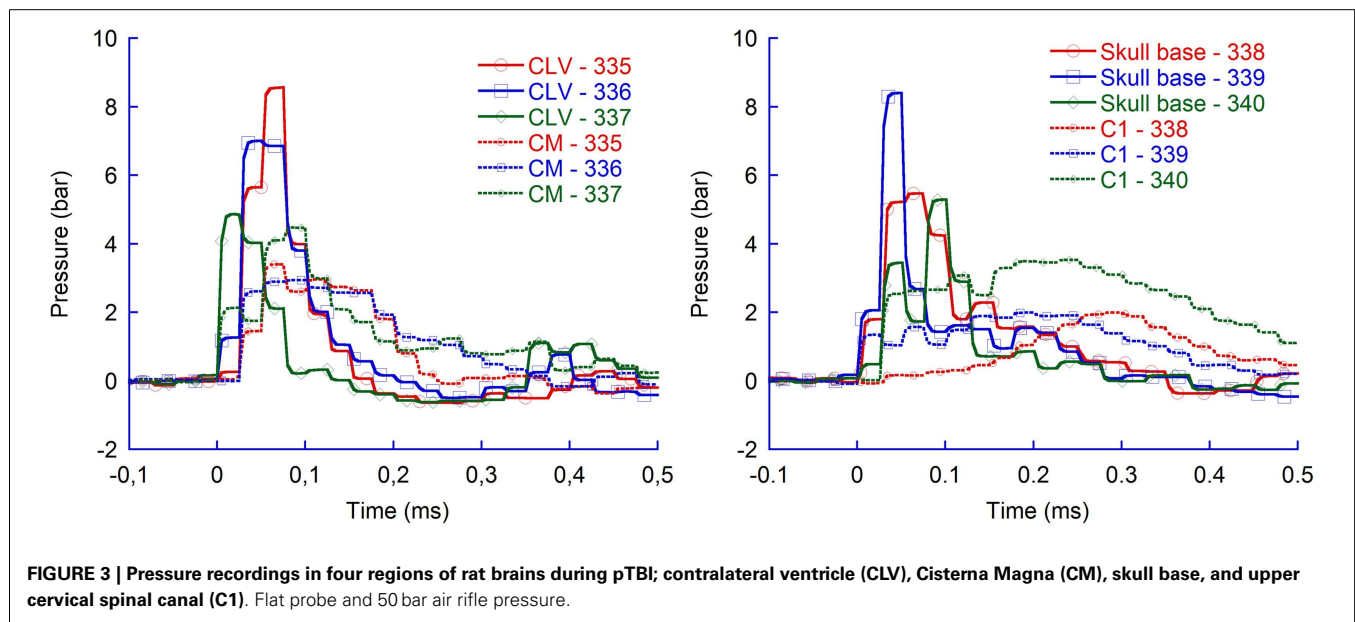 10
8
6
4
2
0
-2
Pressure (bar)
CLV - 335
CLV - 336
CLV - 337
CM - 335
CM - 336
CM - 337
-0,1 0 0,1 0,2 0,3 0,4 0,5
Time (ms)
10
8
6
4
2
0
-2
Pressure (bar)
Skull base - 338
Skull base - 339
Skull base - 340
C1 - 338
C1 - 339
C1 - 340
-0.1 0 0.1 0.2 0.3 0.4 0.5
Time (ms)
FIGURE 3 | Pressure recordings in four regions of rat brains during pTBI; contralateral ventricle (CLV), Cisterna Magna (CM), skull base, and upper
cervical spinal canal (C1). Flat probe and 50 bar air rifle pressure.